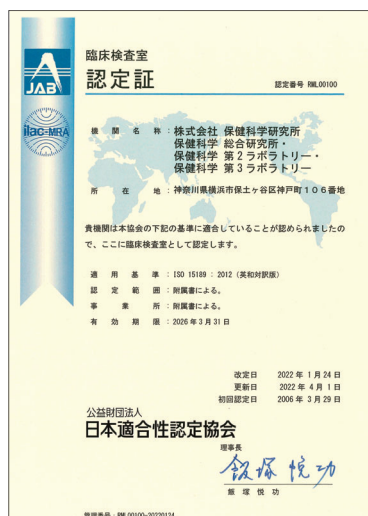 JAB
ilac-MRA
臨床検査室
認定証
認定番号 RML00100
機関名称:株式会社 保健科学研究所
保健科学 総合研究所・
保健科学 第2ラボラトリー・
保健科学 第3ラボラトリー
所在地:神奈川県横浜市保土ヶ谷区神戸町106番地
貴機関は本協会の下記の基準に適合していることが認められましたの
で、ここに臨床検査室として認定します。
適用基準:ISO 15189:2012(英和対訳版)
認定範囲:附属書による。
事業所:附属書による。
有効期限:2026年3月31日
改定日 2022年1月24日
更新日 2022年4月1日
初回認定日 2006年3月29日
公益財団法人
日本適合性認定協会
理事長
飯塚悦功
飯塚悦功
管理番号:RML00100-20220124